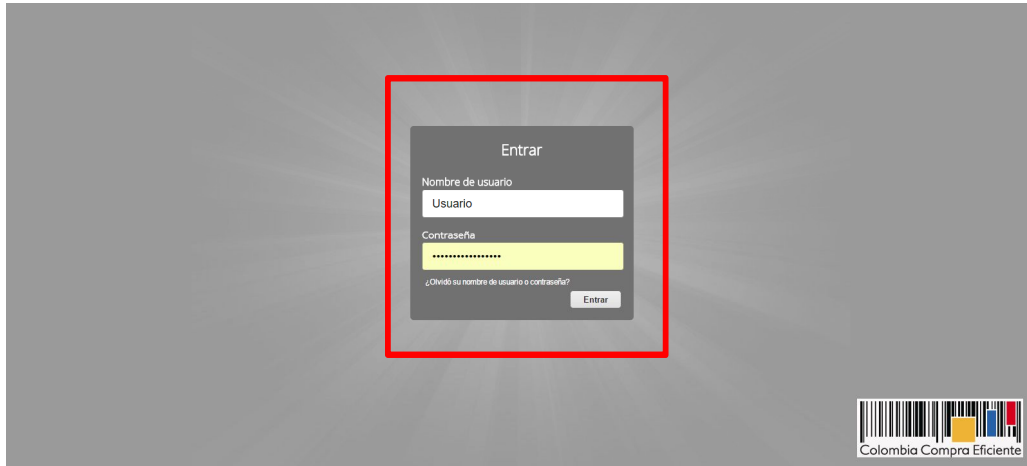 Entrar
Nombre de usuario
Usuario
Contraseña
•••••••••••••••••
¿Olvidó su nombre de usuario o contraseña?
Entrar
Colombia Compra Eficiente